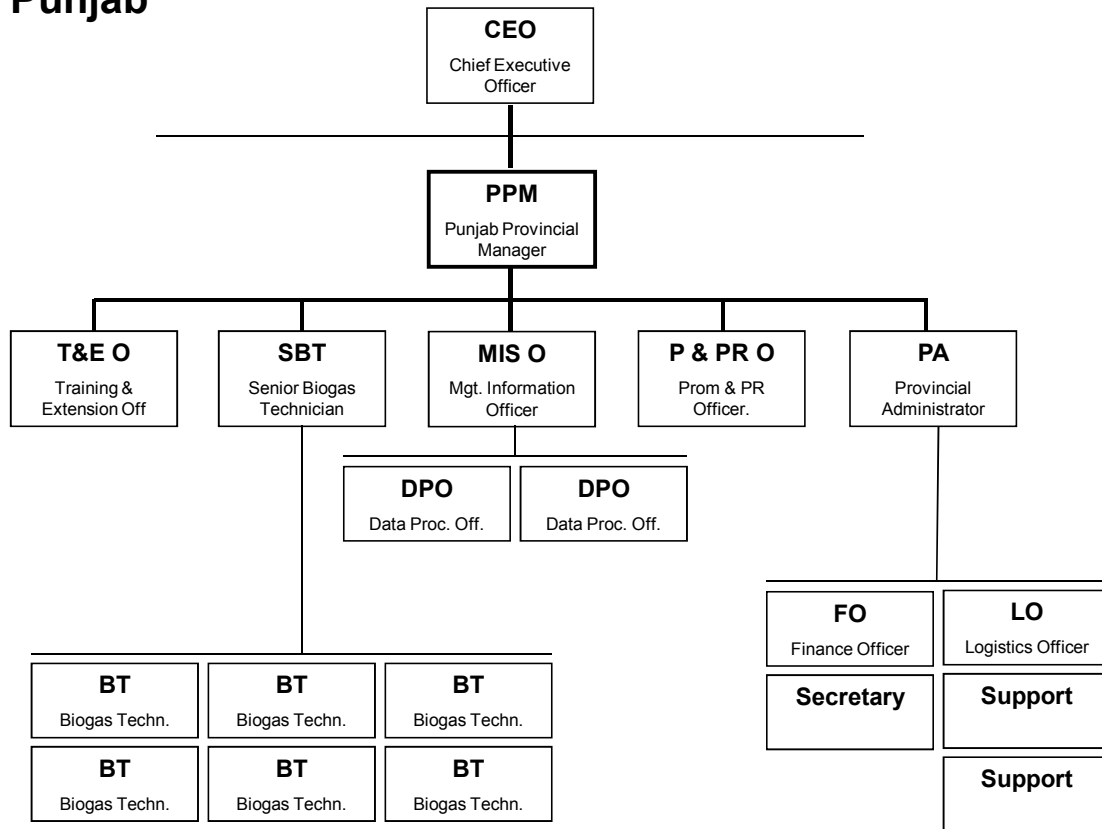 Punjab
CEO
Chief Executive
Officer
PPM
Punjab Provincial
Manager
T&E O
Training &
Extension Off
SBT
Senior Biogas
Technician
MIS O
Mgt. Information
Officer
P & PR O
Prom & PR
Officer.
PA
Provincial
Administrator
DPO
Data Proc. Off.
DPO
Data Proc. Off.
FO
Finance Officer
LO
Logistics Officer
Secretary
Support
Support
BT
Biogas Techn.
BT
Biogas Techn.
BT
Biogas Techn.
BT
Biogas Techn.
BT
Biogas Techn.
BT
Biogas Techn.